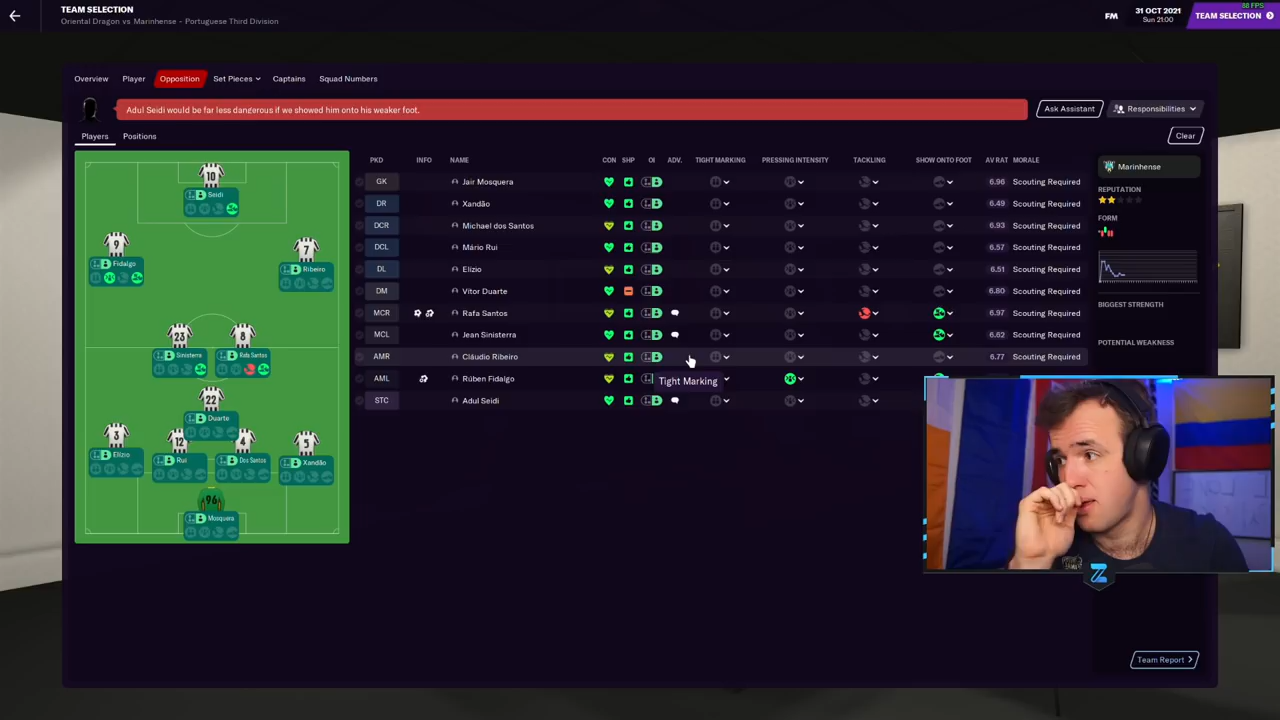 TEAM SELECTION
Oriental Dragon vs Marinhense - Portuguese Third Division
FM
31 OCT 2021
Sun 21:00
88 FPS
TEAM SELECTION
Overview
Player
Opposition
Set Pieces
Captains
Squad Numbers
Adul Seidi would be far less dangerous if we showed him onto his weaker foot.
Ask Assistant
Responsibilities
Players
Positions
Clear
PKD INFO NAME CON SHP OI ADV. TIGHT MARKING PRESSING INTENSITY TACKLING SHOW ONTO FOOT AV RAT MORALE
GK Jair Mosquera 6.96 Scouting Required
DR Xandão 6.49 Scouting Required
DCR Michael dos Santos 6.93 Scouting Required
DCL Mário Rui 6.57 Scouting Required
DL Elízio 6.51 Scouting Required
DM Vítor Duarte 6.80 Scouting Required
MCR Rafa Santos 6.97 Scouting Required
MCL Jean Sinisterra 6.62 Scouting Required
AMR Cláudio Ribeiro 6.77 Scouting Required
AML Rúben Fidalgo
STC Adul Seidi
Tight Marking
10
Seidi
9
Fidalgo
7
Ribeiro
23
Sinisterra
8
Rafa Santos
22
Duarte
3
Elízio
12
Rui
4
Dos Santos
5
Xandão
96
Mosquera
Marinhense
REPUTATION
FORM
BIGGEST STRENGTH
POTENTIAL WEAKNESS
Team Report